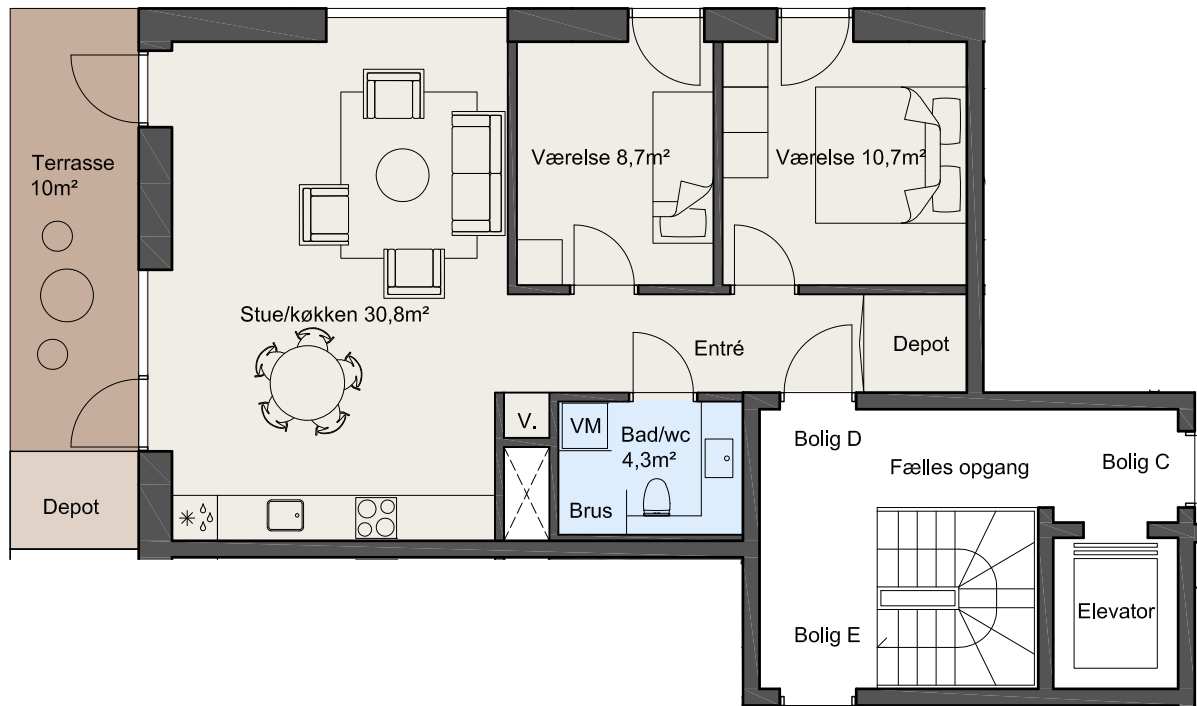 Terrasse
10m²
Værelse 8,7m²
Værelse 10,7m²
Stue/køkken 30,8m²
Entré
Depot
V.
VM
Bad/wc
4,3m²
Brus
Depot
Bolig D
Fælles opgang
Bolig C
Bolig E
Elevator